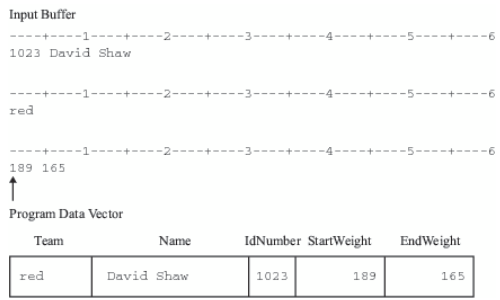 Input Buffer
----+----1----+----2----+----3----+----4----+----5----+----6
1023 David Shaw
----+----1----+----2----+----3----+----4----+----5----+----6
red
----+----1----+----2----+----3----+----4----+----5----+----6
189 165
Program Data Vector
Team Name IdNumber StartWeight EndWeight
red David Shaw 1023 189 165